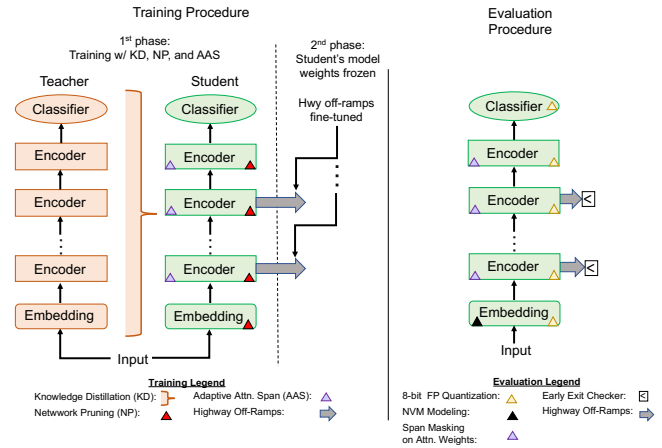 Training Procedure
1st phase:
Training w/ KD, NP, and AAS
2nd phase:
Student's model
weights frozen
Hwy off-ramps
fine-tuned
Teacher
Student
Classifier
Classifier
Encoder
Encoder
Encoder
Encoder
Encoder
Encoder
Embedding
Embedding
Input
Training Legend
Knowledge Distillation (KD):
Adaptive Attn. Span (AAS):
Netwwork Pruning (NP):
Highway Off-Ramps:
Evaluation
Procedure
Classifier
Encoder
Encoder
<
Encoder
<
Embedding
Input
Evaluation Legend
8-bit FP Quantization:
Early Exit Checker: <
NVM Modeling:
Highway Off-Ramps:
Span Masking
on Attn. Weights: